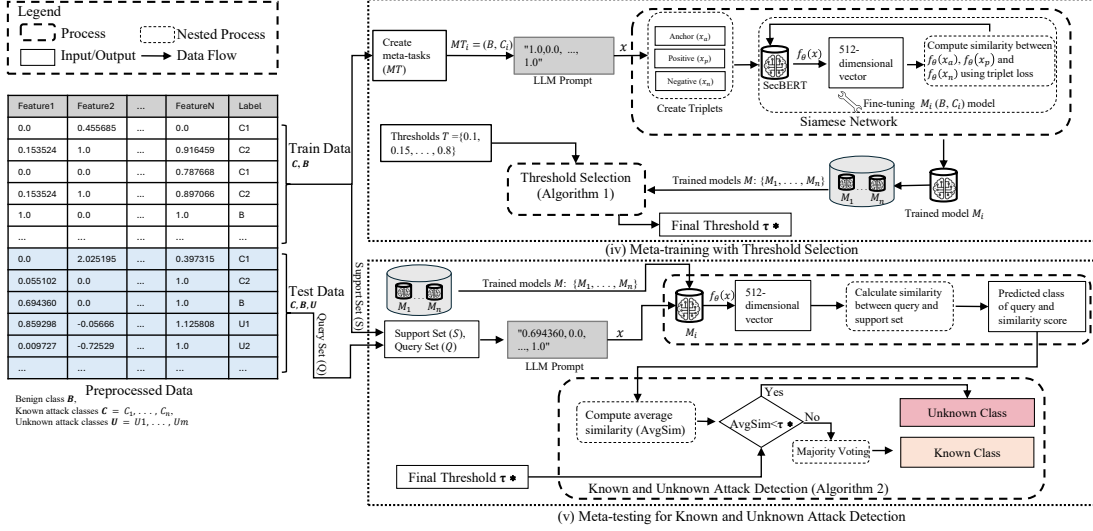 Legend
Process
Nested Process
Input/Output
Data Flow
Feature1 Feature2 ... FeatureN Label
0.0 0.455685 ... 0.0 C1
0.153524 1.0 ... 0.916459 C2
0.0 0.0 ... 0.787668 C1
0.153524 1.0 ... 0.897066 C2
1.0 0.0 ... 1.0 B
... ... ... ... ...
0.0 2.025195 ... 0.397315 C1
0.055102 0.0 ... 1.0 C2
0.694360 0.0 ... 1.0 B
0.859298 -0.05666 ... 1.125808 U1
0.009727 -0.72529 ... 1.0 U2
... ... ... ... ...
Preprocessed Data
Benign class B,
Known attack classes C = C₁, . . . , Cₙ,
Unknown attack classes U = U1, . . . , Um
Train Data
C, B
Test Data
C, B, U
Support Set (S)
Query Set (Q)
Create
meta-tasks
(MT)
MTᵢ = (B, Cᵢ)
"1.0,0.0, ...,
1.0"
LLM Prompt
x
Anchor (xₙ)
Positive (xₚ)
Negative (xₙ)
Create Triplets
SecBERT
fθ(x)
512-
dimensional
vector
Compute similarity between
fθ(xₐ), fθ(xₚ) and
fθ(xₙ) using triplet loss
Fine-tuning Mᵢ (B, Cᵢ) model
Siamese Network
Thresholds T ={0.1,
0.15, . . . , 0.8}
Threshold Selection
(Algorithm 1)
Trained models M: {M₁, . . . , Mₙ}
M₁ ... Mₙ
Trained model Mᵢ
Final Threshold τ *
(iv) Meta-training with Threshold Selection
M₁ ... Mₙ
Trained models M: {M₁, . . . , Mₙ}
Support Set (S),
Query Set (Q)
"0.694360,0.0,
..., 1.0"
LLM Prompt
x
Mᵢ
fθ(x)
512-
dimensional
vector
Calculate similarity
between query and
support set
Predicted class
of query and
similarity score
Compute average
similarity (AvgSim)
AvgSim<τ *
Yes
No
Majority Voting
Unknown Class
Known Class
Final Threshold τ *
Known and Unknown Attack Detection (Algorithm 2)
(v) Meta-testing for Known and Unknown Attack Detection